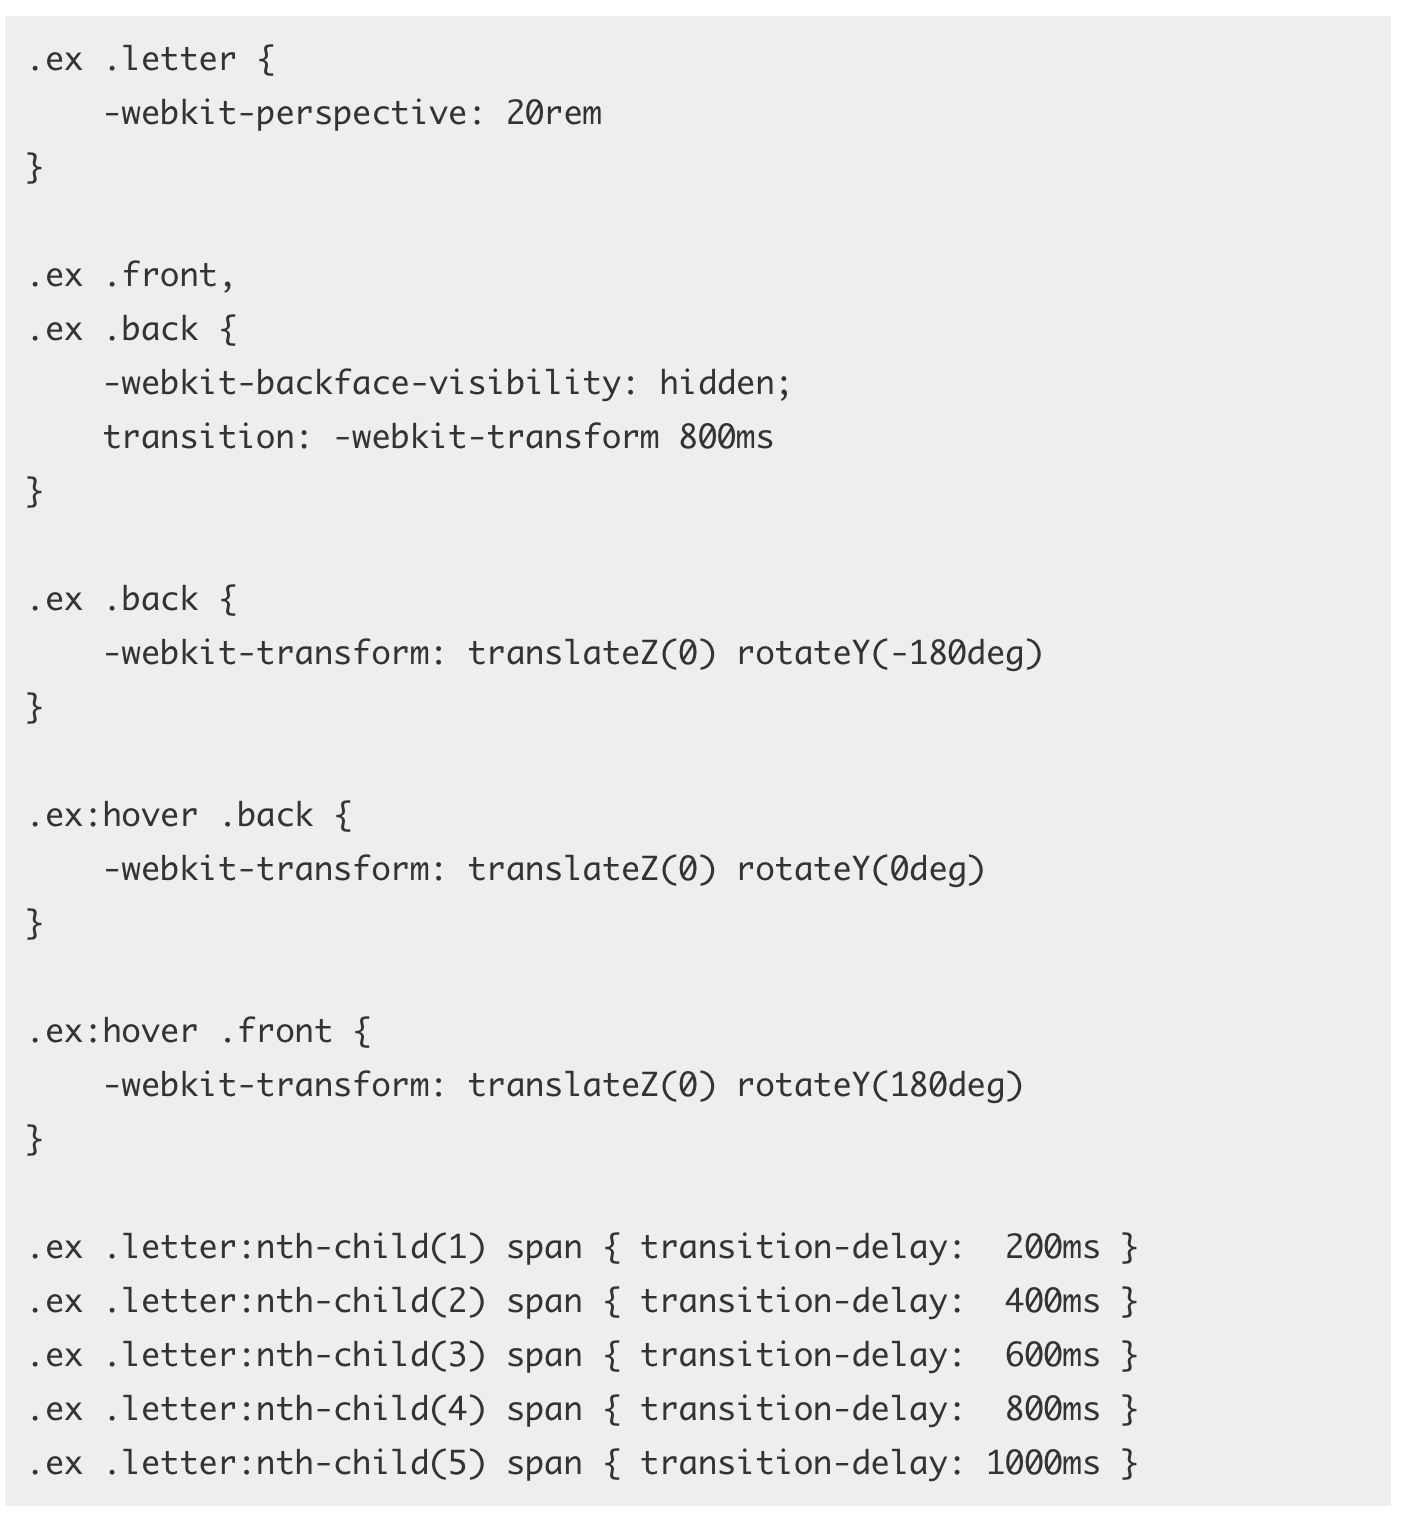 .ex .letter {
    -webkit-perspective: 20rem
}

.ex .front,
.ex .back {
    -webkit-backface-visibility: hidden;
    transition: -webkit-transform 800ms
}

.ex .back {
    -webkit-transform: translateZ(0) rotateY(-180deg)
}

.ex:hover .back {
    -webkit-transform: translateZ(0) rotateY(0deg)
}

.ex:hover .front {
    -webkit-transform: translateZ(0) rotateY(180deg)
}

.ex .letter:nth-child(1) span { transition-delay:  200ms }
.ex .letter:nth-child(2) span { transition-delay:  400ms }
.ex .letter:nth-child(3) span { transition-delay:  600ms }
.ex .letter:nth-child(4) span { transition-delay:  800ms }
.ex .letter:nth-child(5) span { transition-delay: 1000ms }